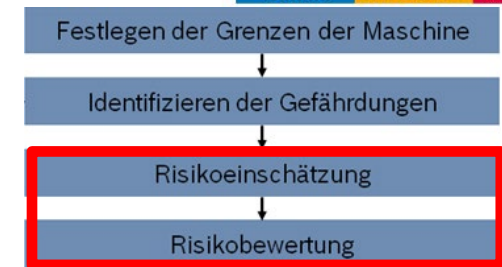 Festlegen der Grenzen der Maschine
Identifizieren der Gefährdungen
Risikoeinschätzung
Risikobewertung